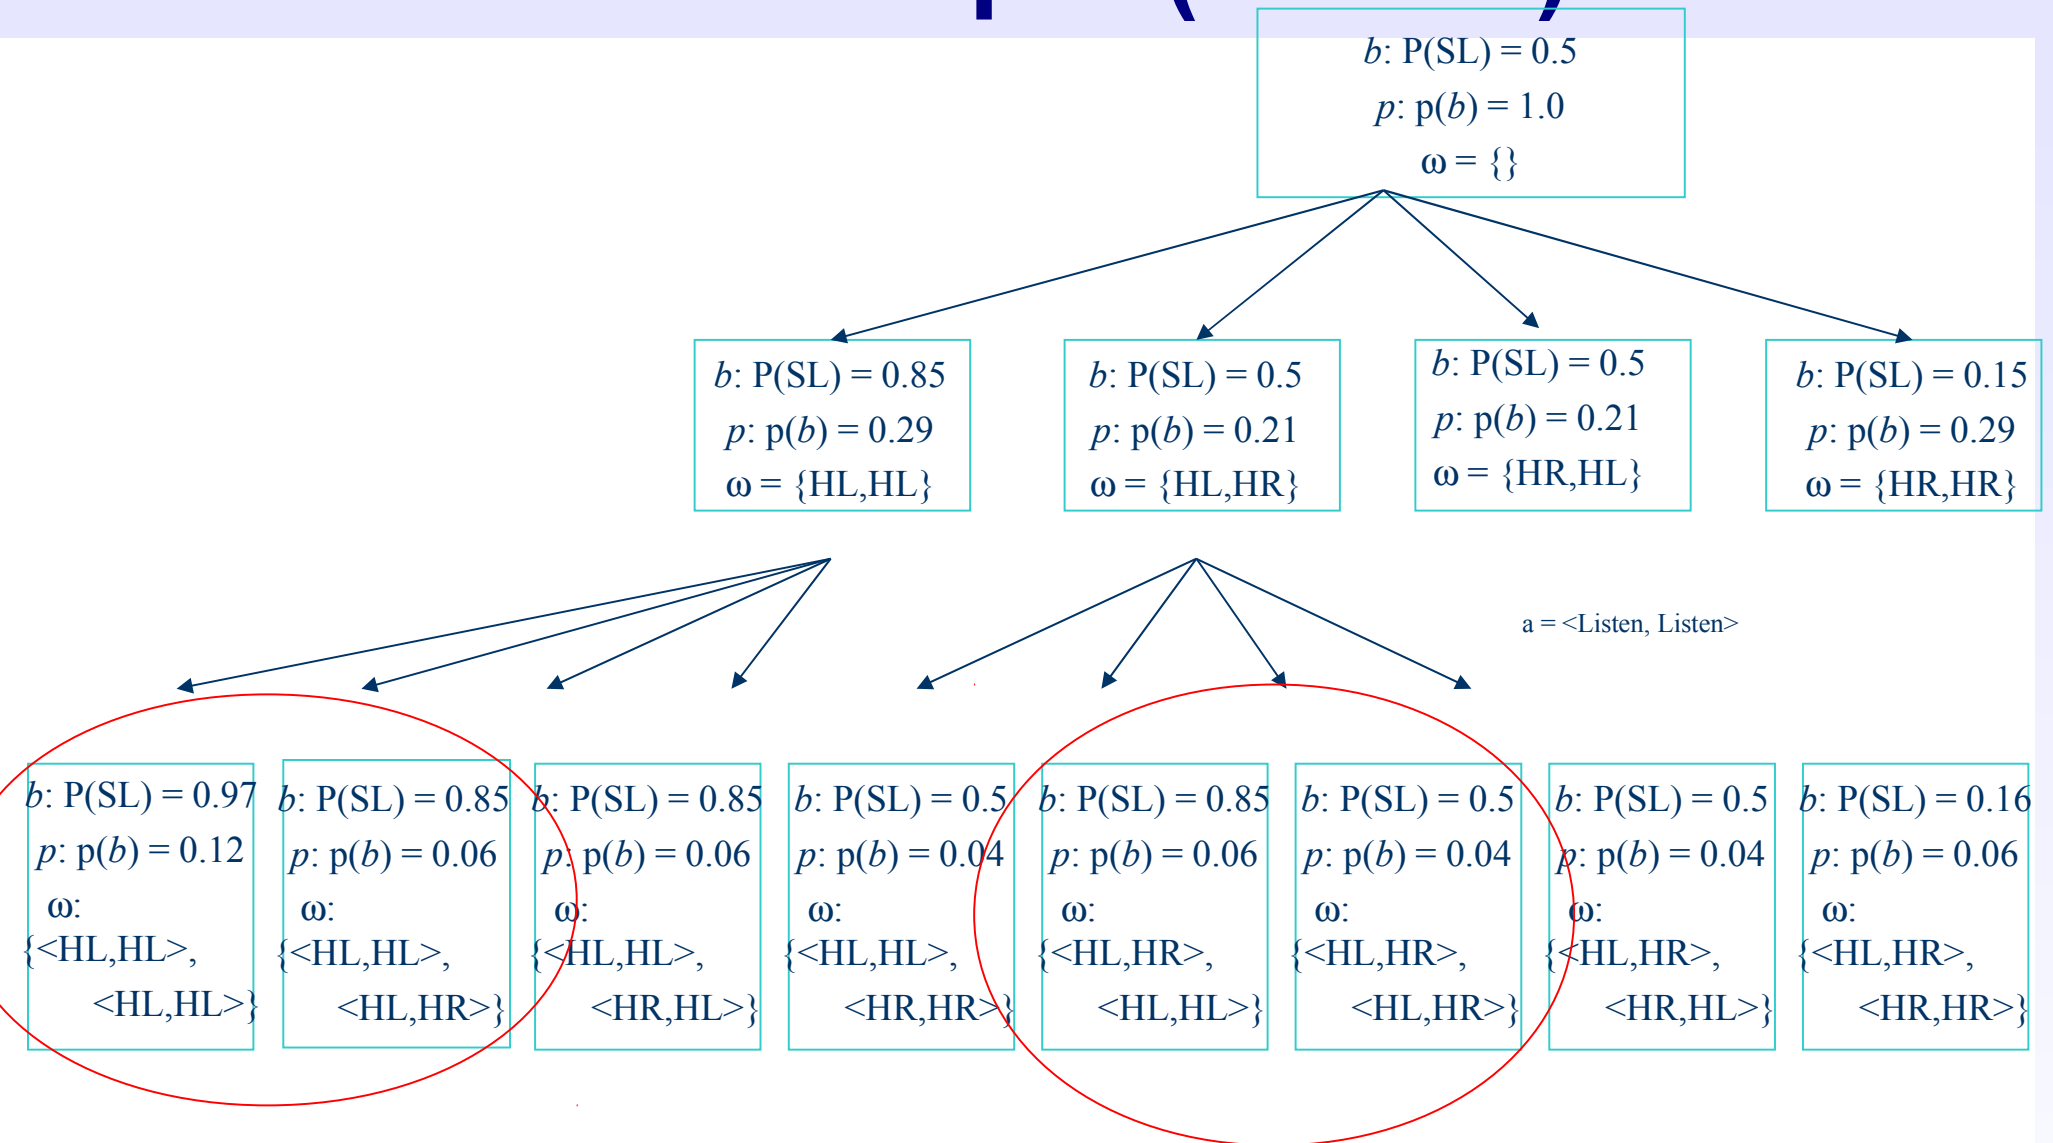 b: P(SL) = 0.5
p: p(b) = 1.0
ω = {}
b: P(SL) = 0.85
p: p(b) = 0.29
ω = {HL,HL}
b: P(SL) = 0.5
p: p(b) = 0.21
ω = {HL,HR}
b: P(SL) = 0.5
p: p(b) = 0.21
ω = {HR,HL}
b: P(SL) = 0.15
p: p(b) = 0.29
ω = {HR,HR}
a = <Listen, Listen>
b: P(SL) = 0.97
p: p(b) = 0.12
ω:
{<HL,HL>,
<HL,HL>}
b: P(SL) = 0.85
p: p(b) = 0.06
ω:
{<HL,HL>,
<HL,HR>}
b: P(SL) = 0.85
p: p(b) = 0.06
ω:
{<HL,HL>,
<HR,HL>}
b: P(SL) = 0.5
p: p(b) = 0.04
ω:
{<HL,HL>,
<HR,HR>}
b: P(SL) = 0.85
p: p(b) = 0.06
ω:
{<HL,HR>,
<HL,HL>}
b: P(SL) = 0.5
p: p(b) = 0.04
ω:
{<HL,HR>,
<HL,HR>}
b: P(SL) = 0.5
p: p(b) = 0.04
ω:
{<HL,HR>,
<HR,HL>}
b: P(SL) = 0.16
p: p(b) = 0.06
ω:
{<HL,HR>,
<HR,HR>}